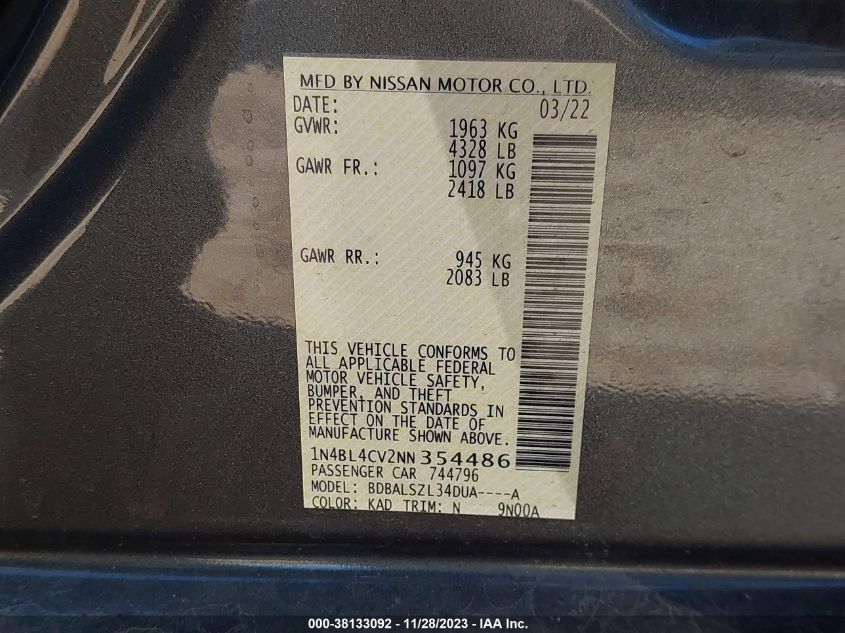 MFD BY NISSAN MOTOR CO., LTD.
DATE: 03/22
GVWR: 1963 KG
4328 LB
GAWR FR.: 1097 KG
2418 LB
GAWR RR.: 945 KG
2083 LB
THIS VEHICLE CONFORMS TO
ALL APPLICABLE FEDERAL
MOTOR VEHICLE SAFETY,
BUMPER, AND THEFT
PREVENTION STANDARDS IN
EFFECT ON THE DATE OF
MANUFACTURE SHOWN ABOVE.
1N4BL4CV2NN354486
PASSENGER CAR 744796
MODEL: BDBALSZL34DUA----A
COLOR: KAD TRIM: N 9N00A
000-38133092 - 11/28/2023 - IAA Inc.